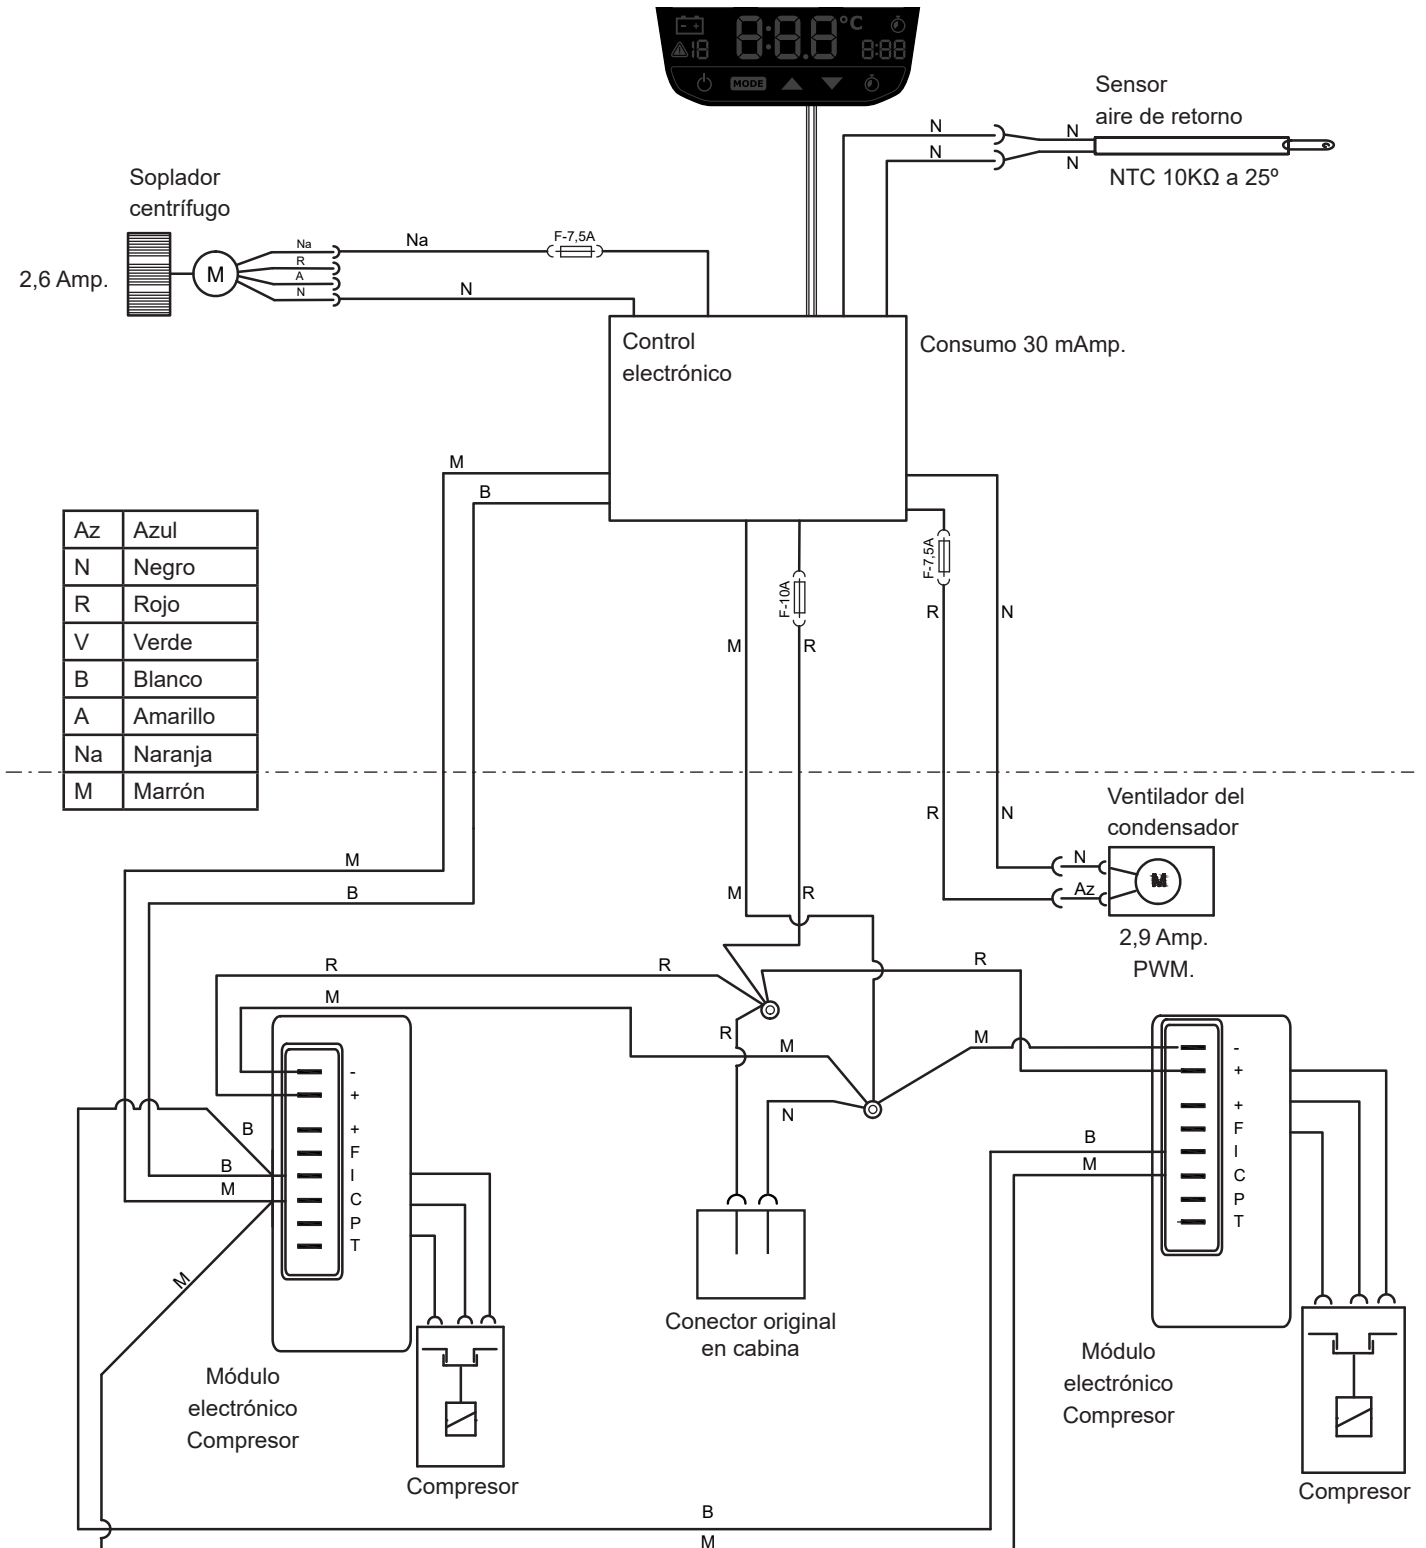 8:8.8°C
18
8:88
MODE
Sensor
aire de retorno
N
N
N
N
NTC 10KΩ a 25º
Soplador
centrífugo
2,6 Amp.
M
Na
R
A
N
Na
F-7,5A
N
Control
electrónico
Consumo 30 mAmp.
M
B
Az Azul
N Negro
R Rojo
V Verde
B Blanco
A Amarillo
Na Naranja
M Marrón
F-10A
F-7,5A
M
R
R
N
R
N
Ventilador del
condensador
N
Az
M
2,9 Amp.
PWM.
M
B
M
R
R
R
R
M
R
M
N
M
-
+
+
F
I
C
P
T
B
B
M
M
-
+
+
F
I
C
P
T
B
M
Conector original
en cabina
Módulo
electrónico
Compresor
Compresor
Módulo
electrónico
Compresor
Compresor
B
M